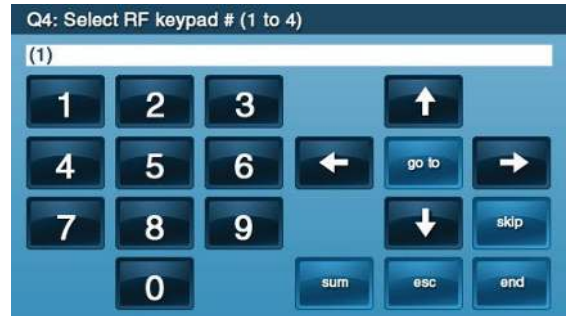 Q4: Select RF keypad # (1 to 4)
(1)
1 2 3
4 5 6 go to
7 8 9 skip
0 sum esc end